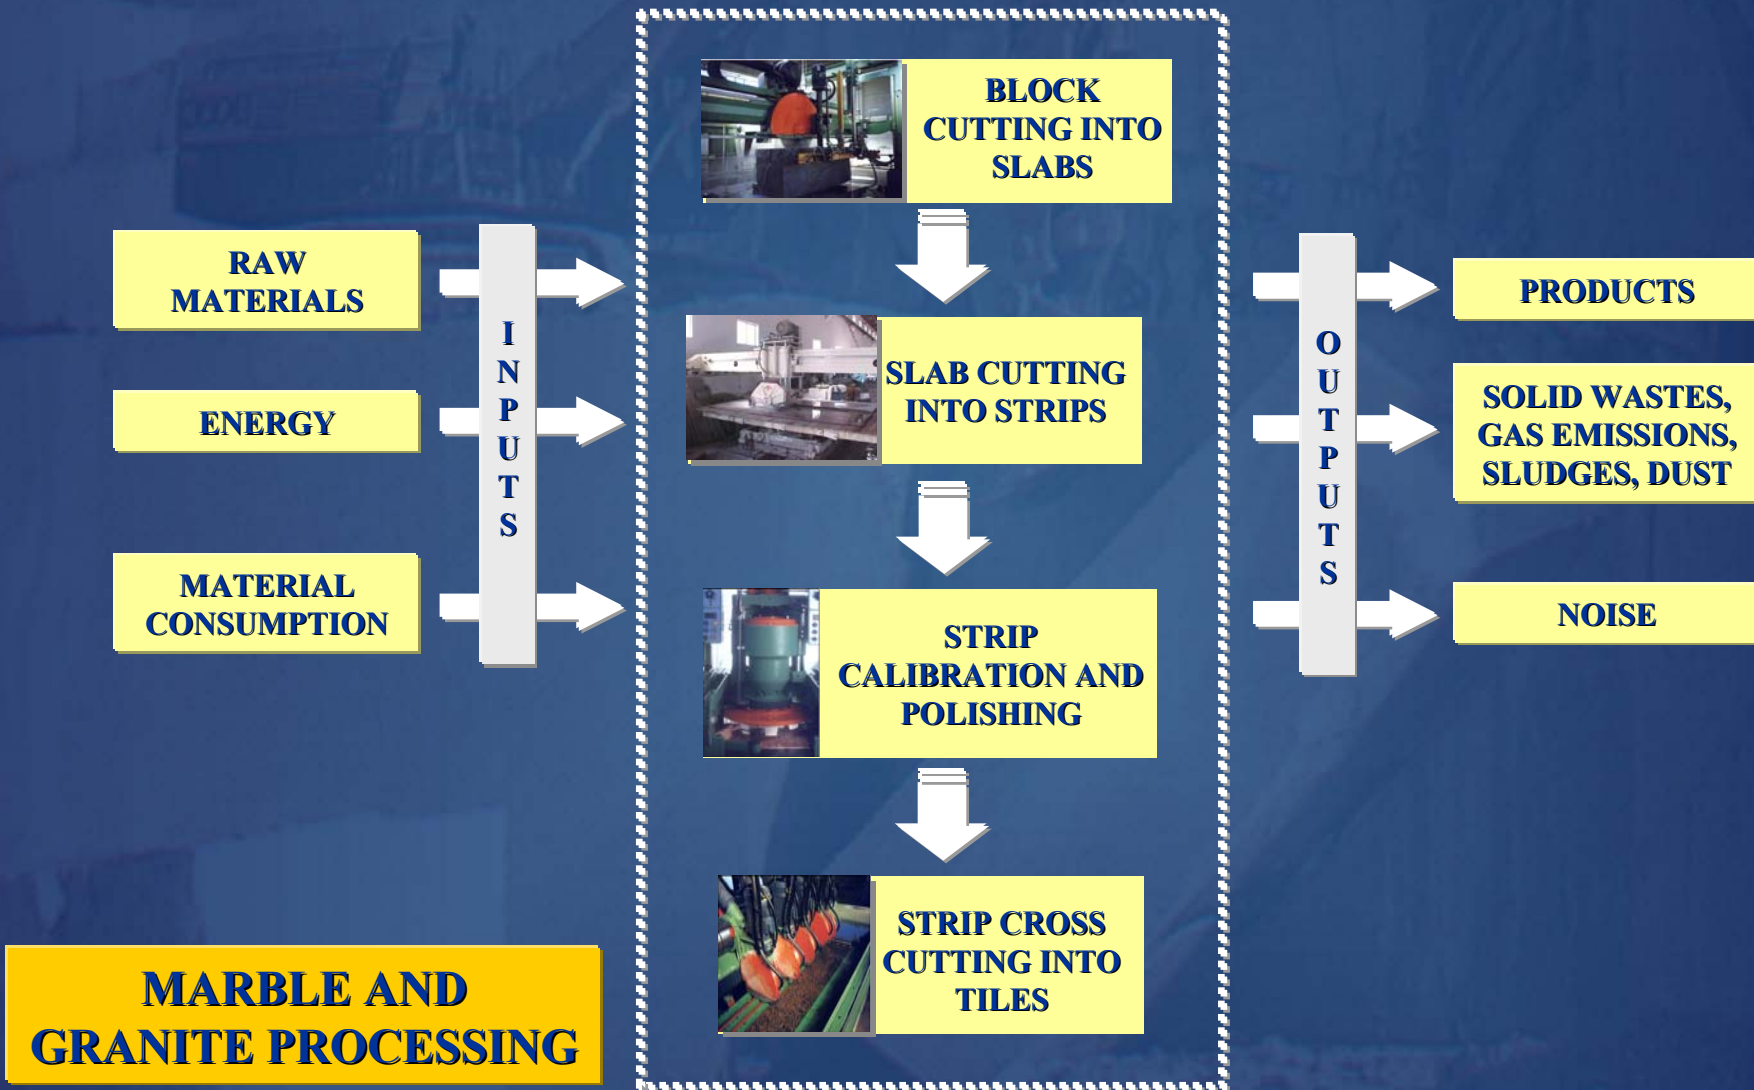 BLOCK
CUTTING INTO
SLABS
RAW
MATERIALS
ENERGY
MATERIAL
CONSUMPTION
I
N
P
U
T
S
SLAB CUTTING
INTO STRIPS
STRIP
CALIBRATION AND
POLISHING
STRIP CROSS
CUTTING INTO
TILES
O
U
T
P
U
T
S
PRODUCTS
SOLID WASTES,
GAS EMISSIONS,
SLUDGES, DUST
NOISE
MARBLE AND
GRANITE PROCESSING